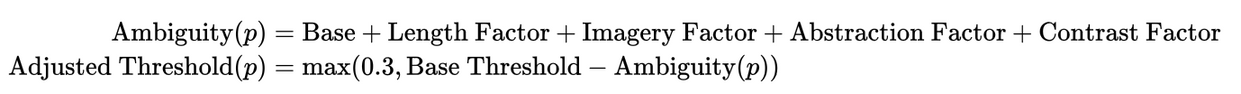 Ambiguity(p) = Base + Length Factor + Imagery Factor + Abstraction Factor + Contrast Factor
Adjusted Threshold(p) = max(0.3, Base Threshold − Ambiguity(p))